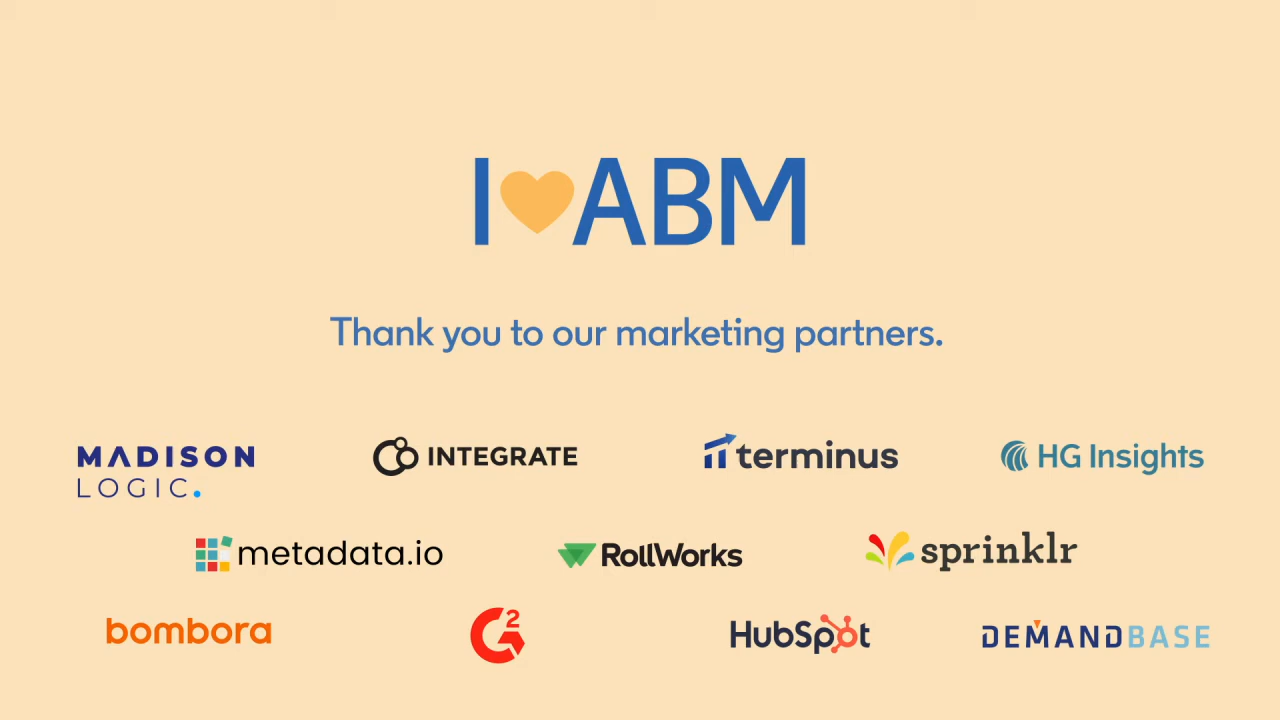 I ABM
Thank you to our marketing partners.
MADISON
LOGIC.
INTEGRATE
terminus
HG Insights
metadata.io
RollWorks
sprinklr
bombora
G2
HubSpot
DEMANDBASE